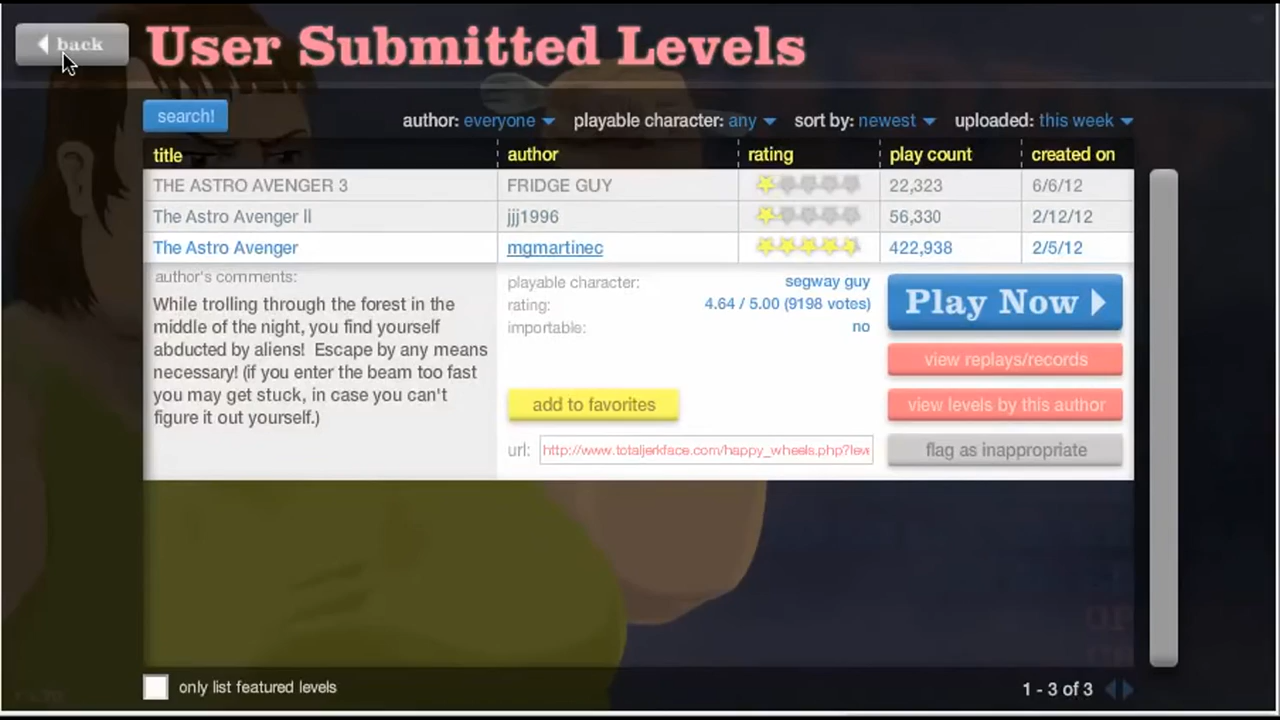 back
User Submitted Levels
search!
author: everyone
playable character: any
sort by: newest
uploaded: this week
title
author
rating
play count
created on
THE ASTRO AVENGER 3
FRIDGE GUY
22,323
6/6/12
The Astro Avenger II
jjj1996
56,330
2/12/12
The Astro Avenger
mgmartinec
422,938
2/5/12
author's comments:
While trolling through the forest in the
middle of the night, you find yourself
abducted by aliens! Escape by any means
necessary! (if you enter the beam too fast
you may get stuck, in case you can't
figure it out yourself.)
playable character: segway guy
rating: 4.64 / 5.00 (9198 votes)
importable: no
add to favorites
url: http://www.totaljerkface.com/happy_wheels.php?leve
Play Now
view replays/records
view levels by this author
flag as inappropriate
only list featured levels
1 - 3 of 3